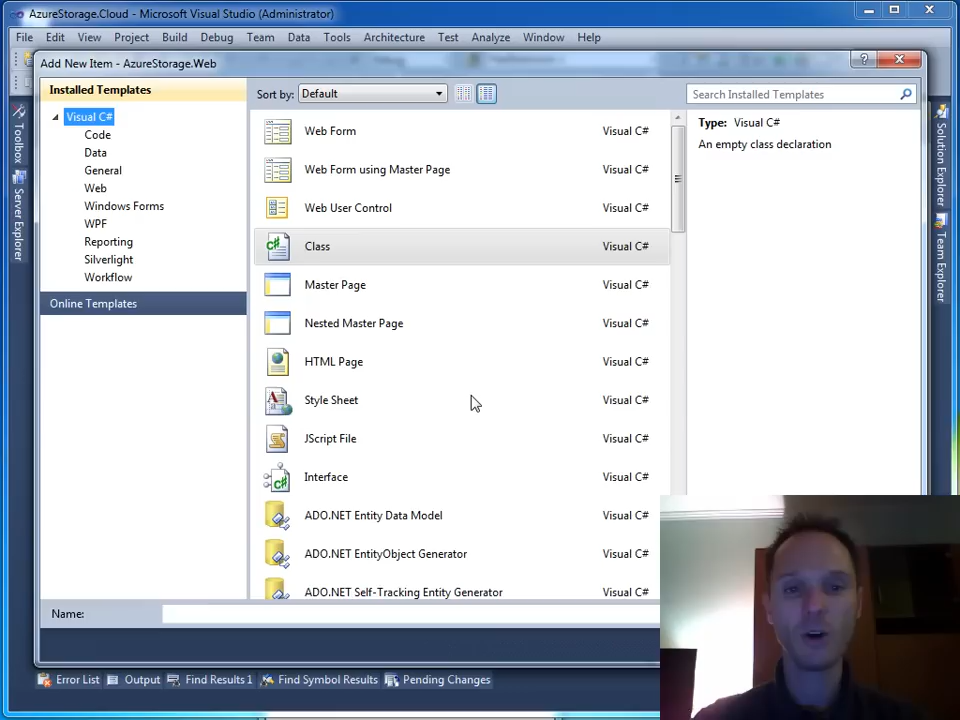 AzureStorage.Cloud - Microsoft Visual Studio (Administrator)
File Edit View Project Build Debug Team Data Tools Architecture Test Analyze Window Help
Add New Item - AzureStorage.Web
Installed Templates
Sort by: Default
Search Installed Templates
Visual C#
Code
Data
General
Web
Windows Forms
WPF
Reporting
Silverlight
Workflow
Online Templates
Web Form Visual C#
Web Form using Master Page Visual C#
Web User Control Visual C#
Class Visual C#
Master Page Visual C#
Nested Master Page Visual C#
HTML Page Visual C#
Style Sheet Visual C#
JScript File Visual C#
Interface Visual C#
ADO.NET Entity Data Model Visual C#
ADO.NET EntityObject Generator Visual C#
ADO.NET Self-Tracking Entity Generator Visual C#
Type: Visual C#
An empty class declaration
Name:
Toolbox
Server Explorer
Solution Explorer
Team Explorer
Error List Output Find Results 1 Find Symbol Results Pending Changes